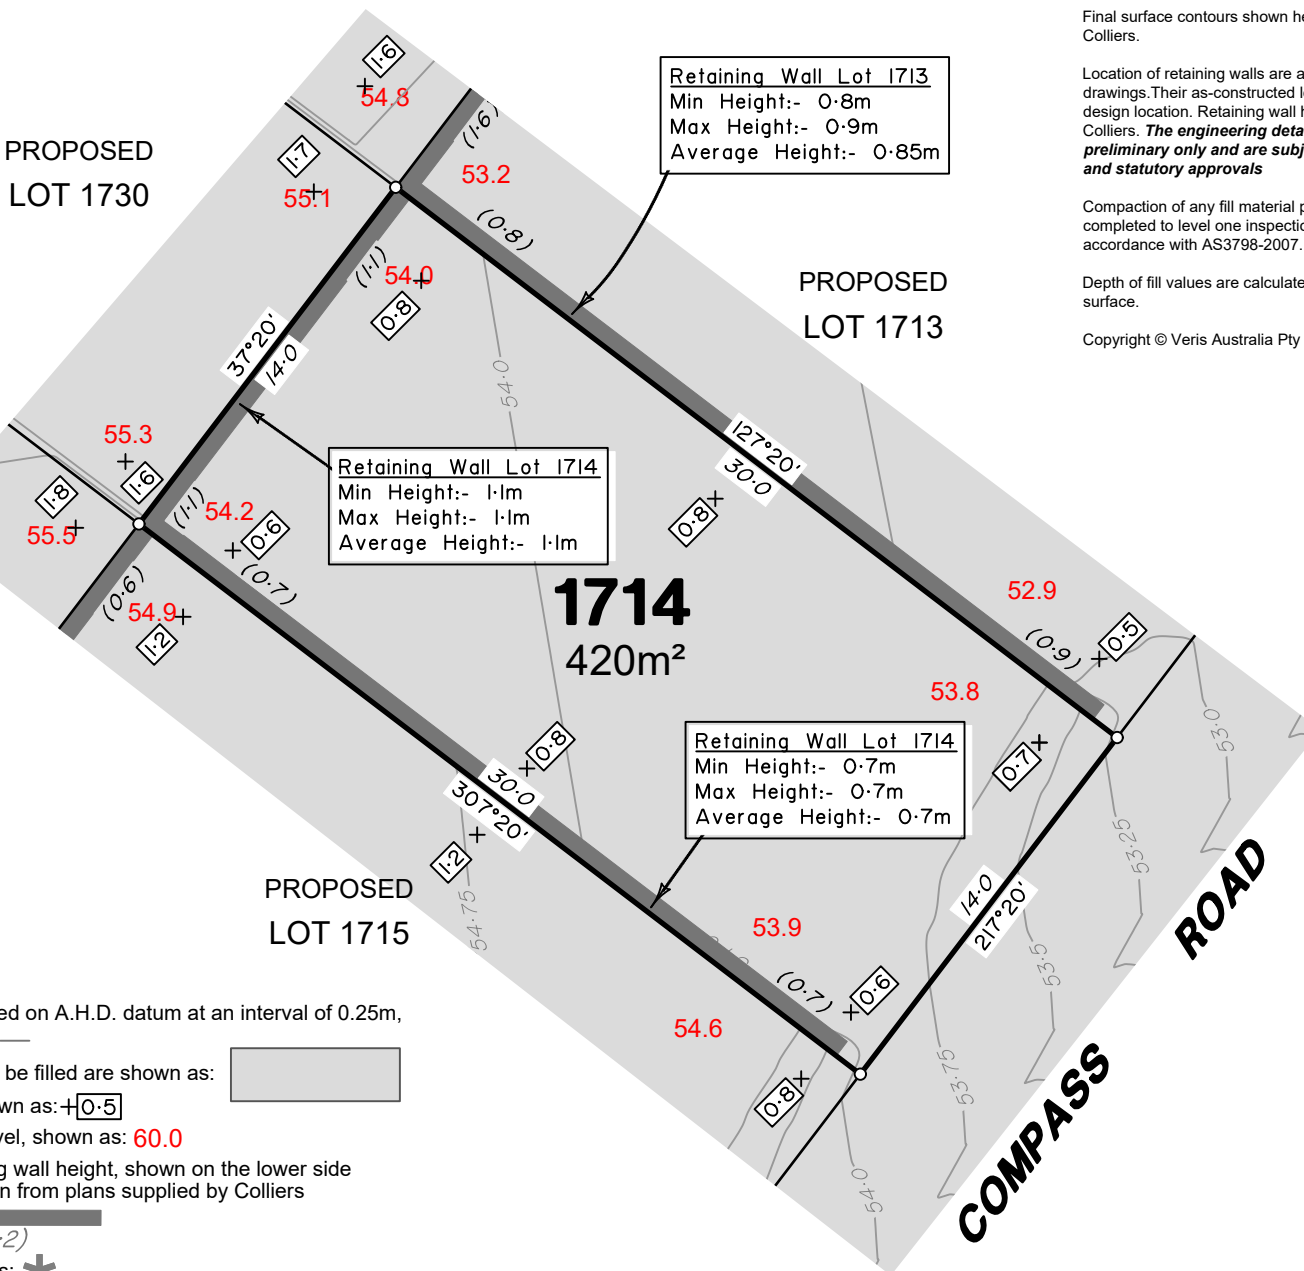 Final surface contours shown he
Colliers.
Location of retaining walls are a
drawings.Their as-constructed l
design location. Retaining wall h
Colliers. The engineering deta
preliminary only and are subj
and statutory approvals
Compaction of any fill material p
completed to level one inspectio
accordance with AS3798-2007.
Depth of fill values are calculate
surface.
Copyright © Veris Australia Pty
1·6
54.8
(1·6)
Retaining Wall Lot 1713
Min Height:- 0·8m
Max Height:- 0·9m
Average Height:- 0·85m
PROPOSED
LOT 1730
1·7
55.1
53.2
(0·8)
(1·1)
54.0
0·8
PROPOSED
LOT 1713
37°20'
14·0
54·0
127°20'
30·0
55.3
1·6
1·8
55.5
(1·1)
54.2
0·6
(0·7)
Retaining Wall Lot 1714
Min Height:- 1·1m
Max Height:- 1·1m
Average Height:- 1·1m
0·8
(0·6)
54.9
1·2
1714
420m²
52.9
(0·9)
0·5
53.8
53·0
0·8
30·0
307°20'
Retaining Wall Lot 1714
Min Height:- 0·7m
Max Height:- 0·7m
Average Height:- 0·7m
0·7
53·25
1·2
PROPOSED
LOT 1715
54·75
14·0
217°20'
ROAD
53.9
53·5
(0·7)
0·6
54.6
0·8
53·75
COMPASS
54·0
ed on A.H.D. datum at an interval of 0.25m,
be filled are shown as:
wn as: 0·5
vel, shown as: 60.0
g wall height, shown on the lower side
n from plans supplied by Colliers
·2)
s: